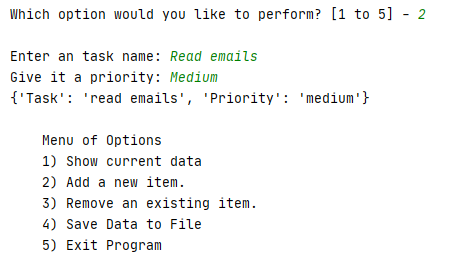 Which option would you like to perform? [1 to 5] - 2
Enter an task name: Read emails
Give it a priority: Medium
{'Task': 'read emails', 'Priority': 'medium'}
Menu of Options
1) Show current data
2) Add a new item.
3) Remove an existing item.
4) Save Data to File
5) Exit Program